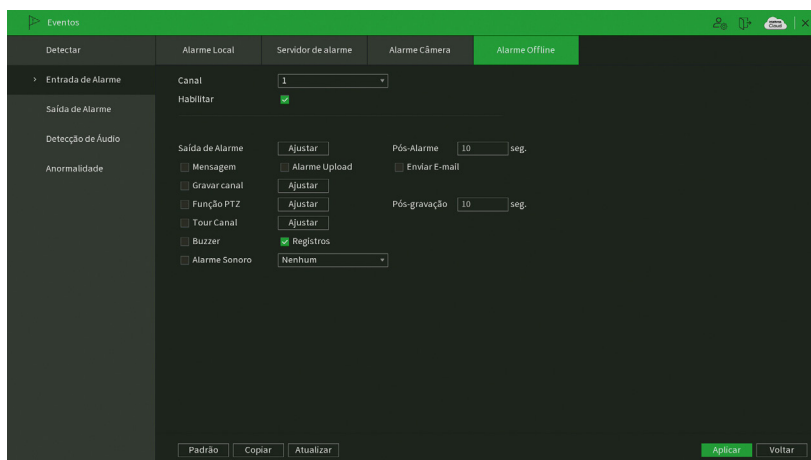 Eventos
Detectar
Alarme Local
Servidor de alarme
Alarme Câmera
Alarme Offline
Entrada de Alarme
Saída de Alarme
Detecção de Áudio
Anormalidade
Canal 1
Habilitar
Saída de Alarme Ajustar Pós-Alarme 10 seg.
Mensagem Alarme Upload Enviar E-mail
Gravar canal Ajustar
Função PTZ Ajustar Pós-gravação 10 seg.
Tour Canal Ajustar
Buzzer Registros
Alarme Sonoro Nenhum
Padrão Copiar Atualizar Aplicar Voltar